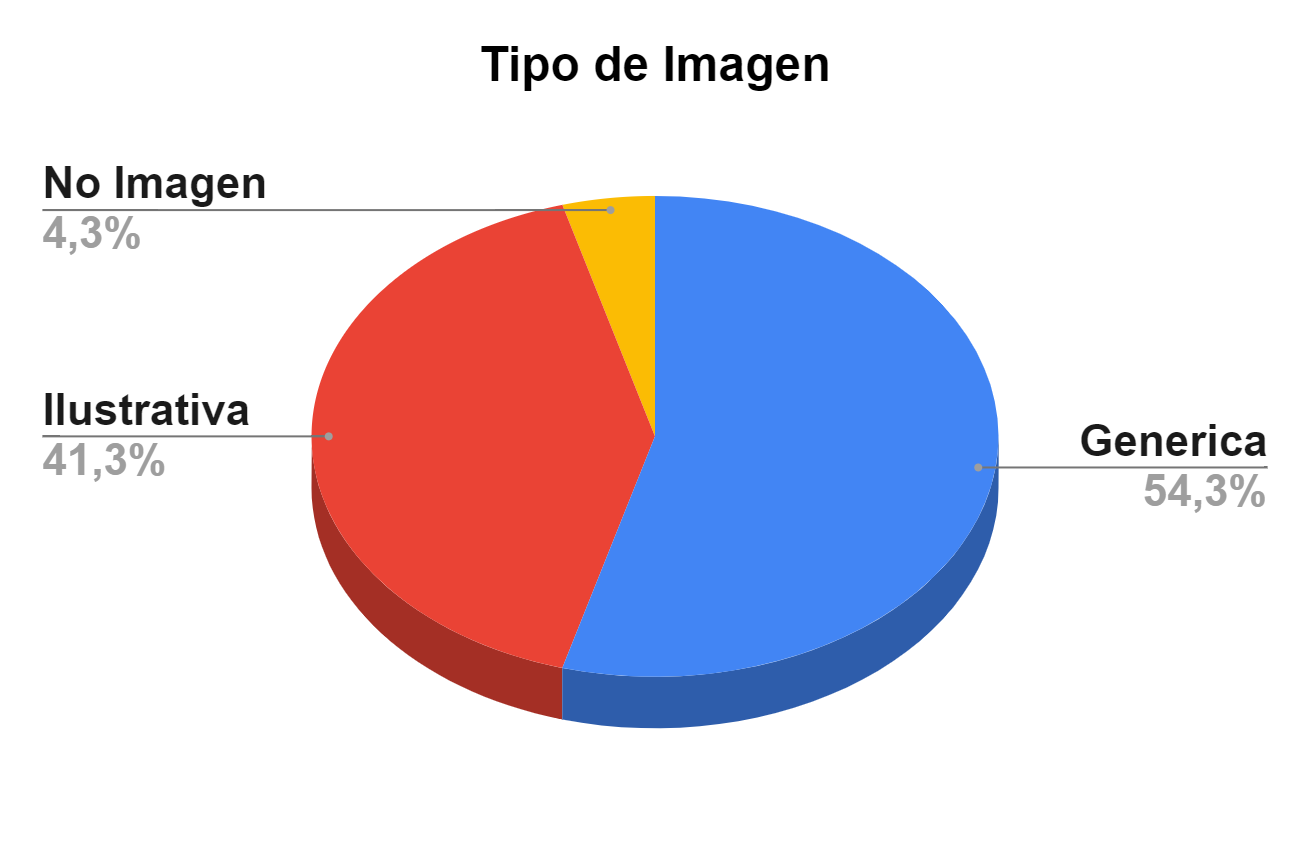 Tipo de Imagen
No Imagen
4,3%
Ilustrativa
41,3%
Generica
54,3%